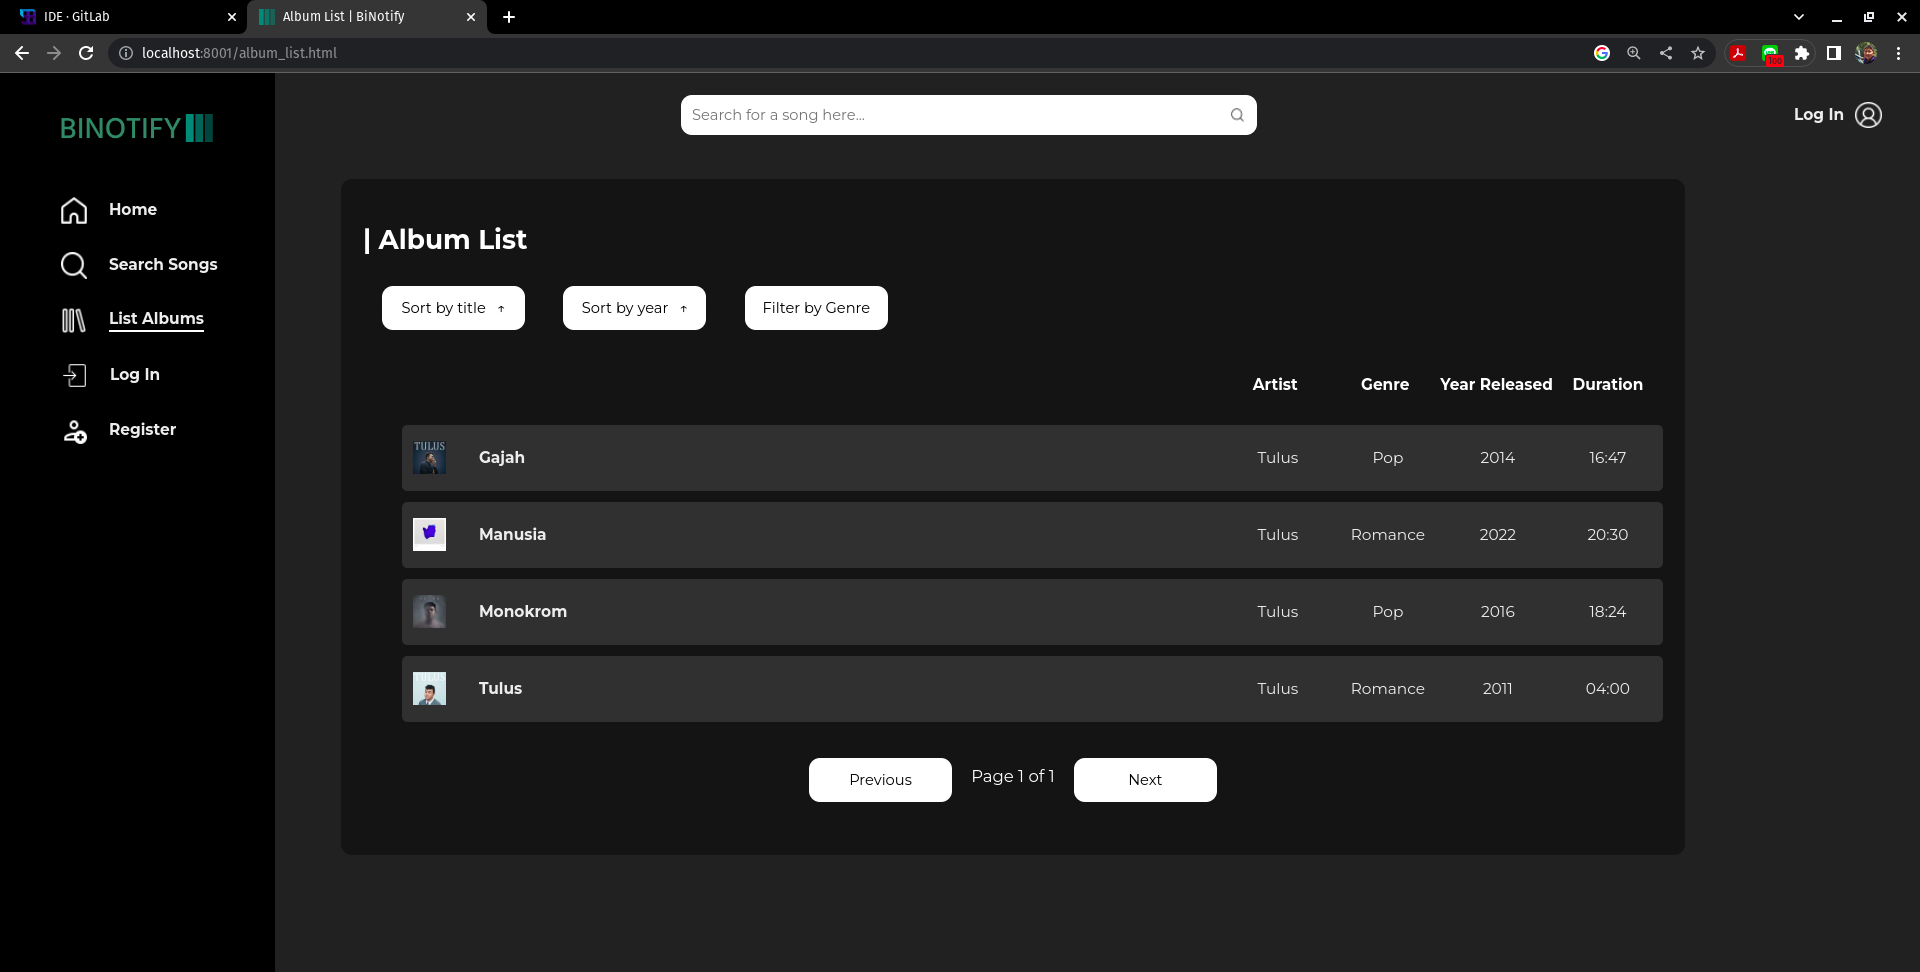 IDE · GitLab
Album List | BiNotify
localhost:8001/album_list.html
100
BINOTIFY
Search for a song here...
Log In
Home
Search Songs
List Albums
Log In
Register
| Album List
Sort by title ↑ Sort by year ↑ Filter by Genre
Artist Genre Year Released Duration
TULUS
Gajah Tulus Pop 2014 16:47
Manusia Tulus Romance 2022 20:30
Monokrom Tulus Pop 2016 18:24
TULUS
Tulus Tulus Romance 2011 04:00
Previous Page 1 of 1 Next